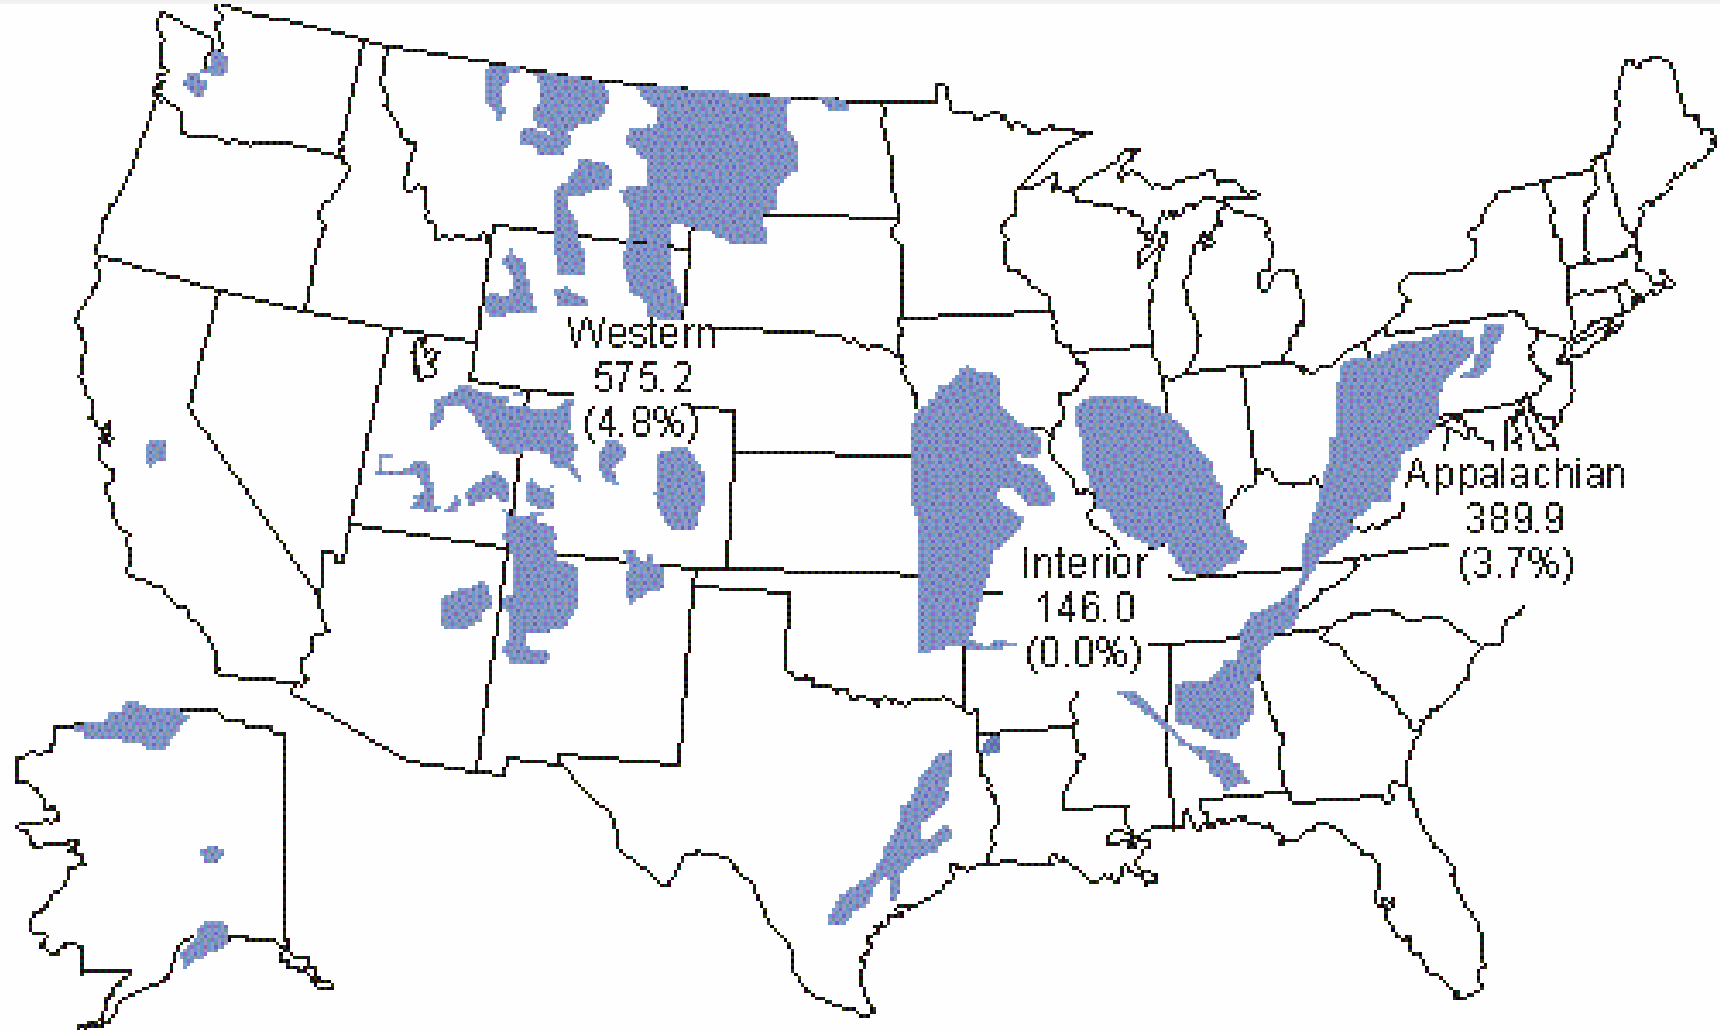 Western
575.2
(4.8%)
Appalachian
389.9
(3.7%)
Interior
146.0
(0.0%)